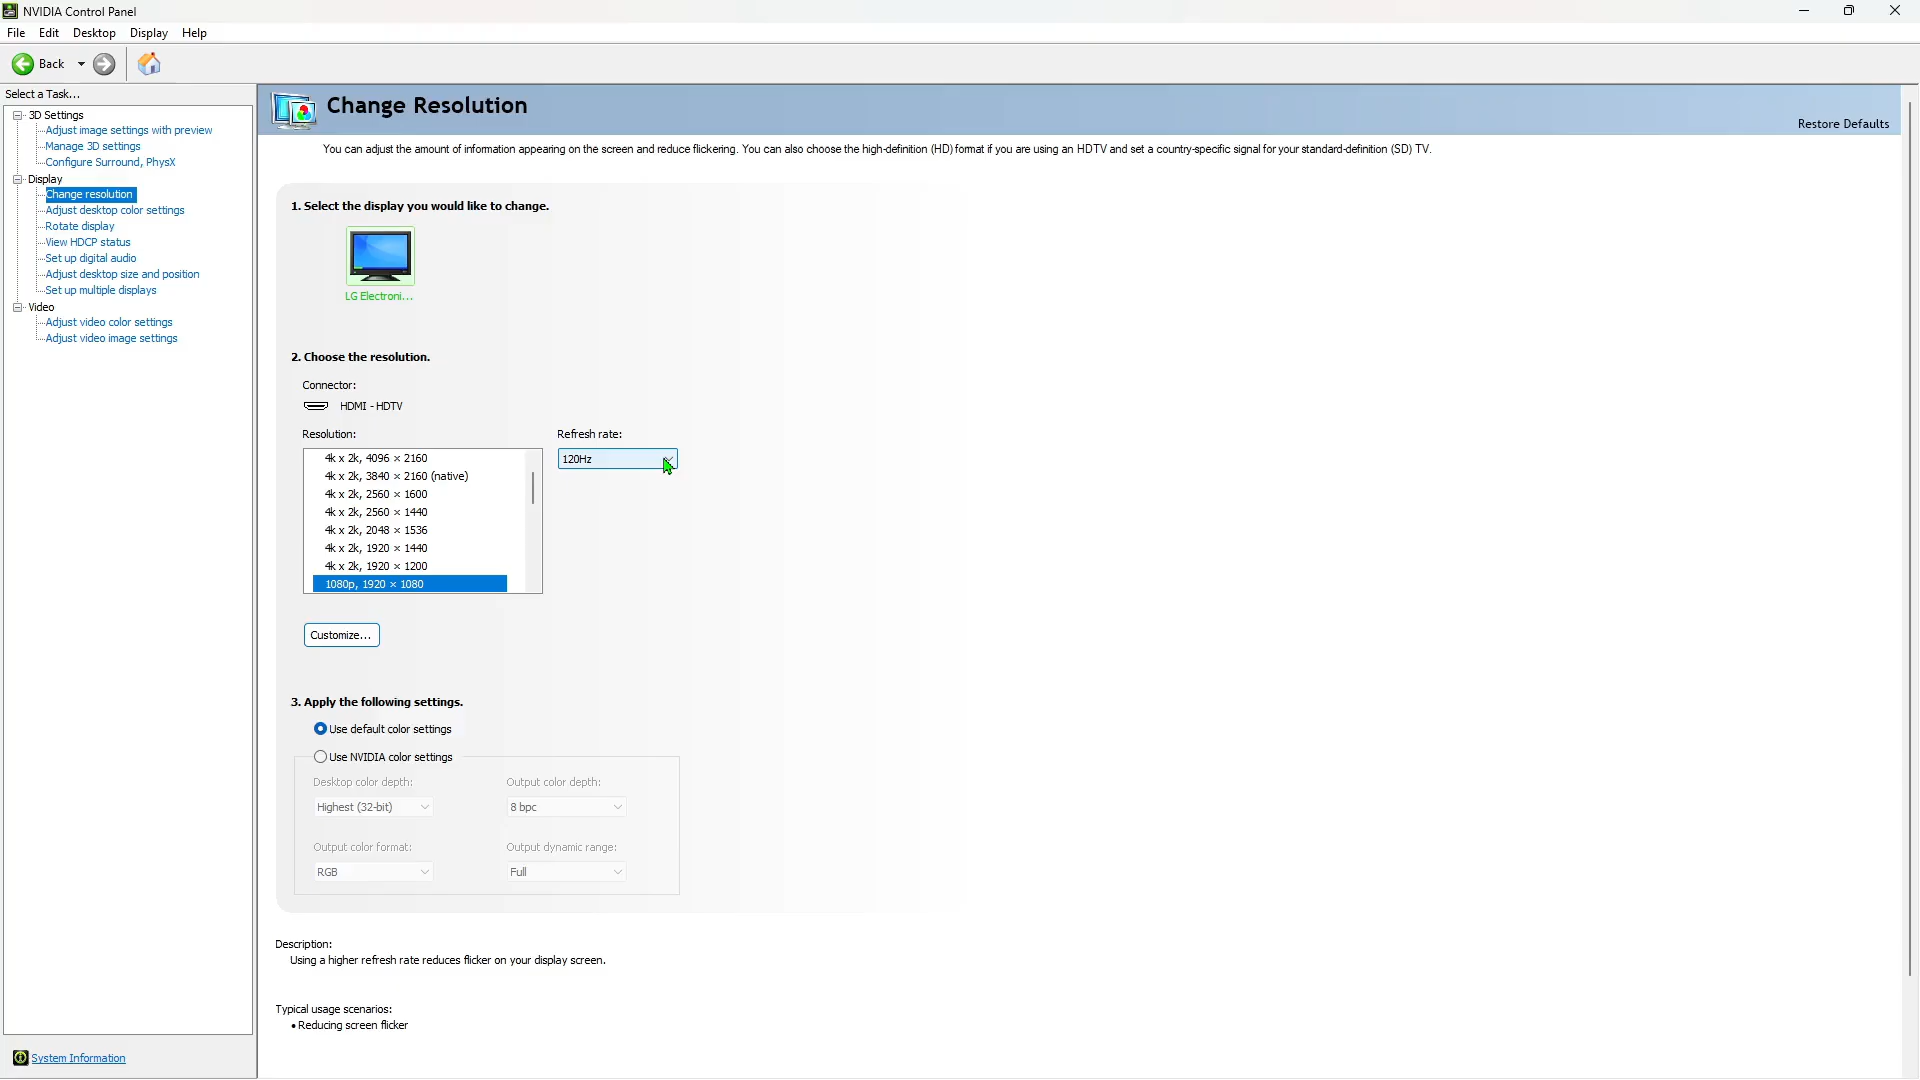 NVIDIA Control Panel
File Edit Desktop Display Help
Back
Select a Task...
3D Settings
Adjust image settings with preview
Manage 3D settings
Configure Surround, PhysX
Display
Change resolution
Adjust desktop color settings
Rotate display
View HDCP status
Set up digital audio
Adjust desktop size and position
Set up multiple displays
Video
Adjust video color settings
Adjust video image settings
System Information
Change Resolution
Restore Defaults
You can adjust the amount of information appearing on the screen and reduce flickering. You can also choose the high-definition (HD) format if you are using an HDTV and set a country-specific signal for your standard-definition (SD) TV.
1. Select the display you would like to change.
LG Electroni...
2. Choose the resolution.
Connector:
HDMI - HDTV
Resolution:
Refresh rate:
120Hz
4k x 2k, 4096 × 2160
4k x 2k, 3840 × 2160 (native)
4k x 2k, 2560 × 1600
4k x 2k, 2560 × 1440
4k x 2k, 2048 × 1536
4k x 2k, 1920 × 1440
4k x 2k, 1920 × 1200
1080p, 1920 × 1080
Customize...
3. Apply the following settings.
Use default color settings
Use NVIDIA color settings
Desktop color depth: Output color depth:
Highest (32-bit) 8 bpc
Output color format: Output dynamic range:
RGB Full
Description:
Using a higher refresh rate reduces flicker on your display screen.
Typical usage scenarios:
• Reducing screen flicker